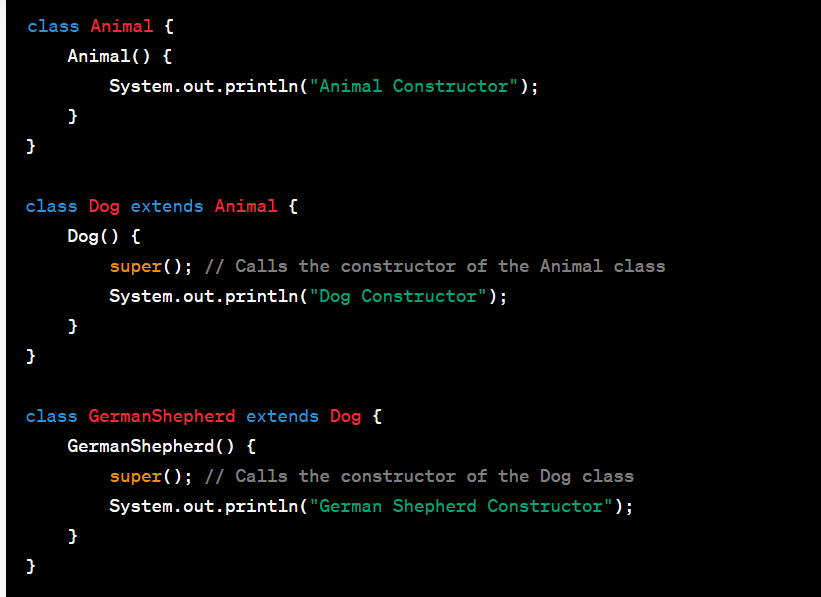 class Animal {
    Animal() {
        System.out.println("Animal Constructor");
    }
}

class Dog extends Animal {
    Dog() {
        super(); // Calls the constructor of the Animal class
        System.out.println("Dog Constructor");
    }
}

class GermanShepherd extends Dog {
    GermanShepherd() {
        super(); // Calls the constructor of the Dog class
        System.out.println("German Shepherd Constructor");
    }
}